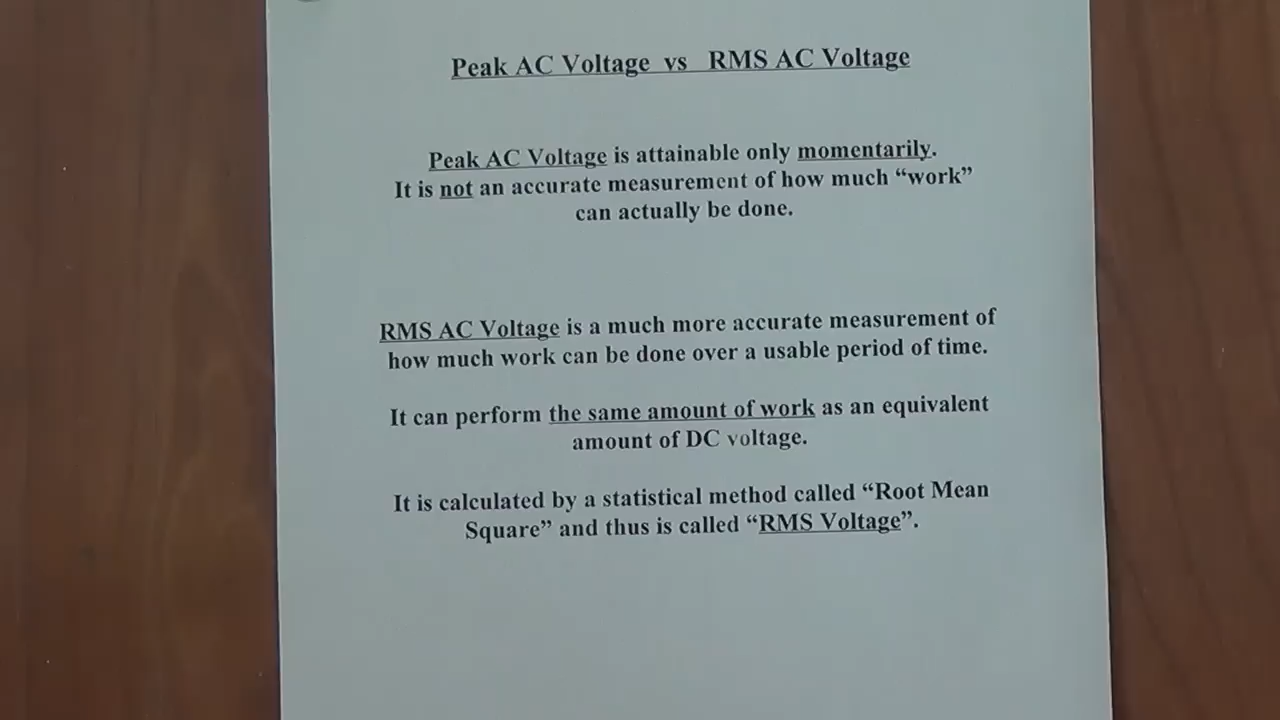 Peak AC Voltage vs RMS AC Voltage
Peak AC Voltage is attainable only momentarily.
It is not an accurate measurement of how much “work”
can actually be done.
RMS AC Voltage is a much more accurate measurement of
how much work can be done over a usable period of time.
It can perform the same amount of work as an equivalent
amount of DC voltage.
It is calculated by a statistical method called “Root Mean
Square” and thus is called “RMS Voltage”.